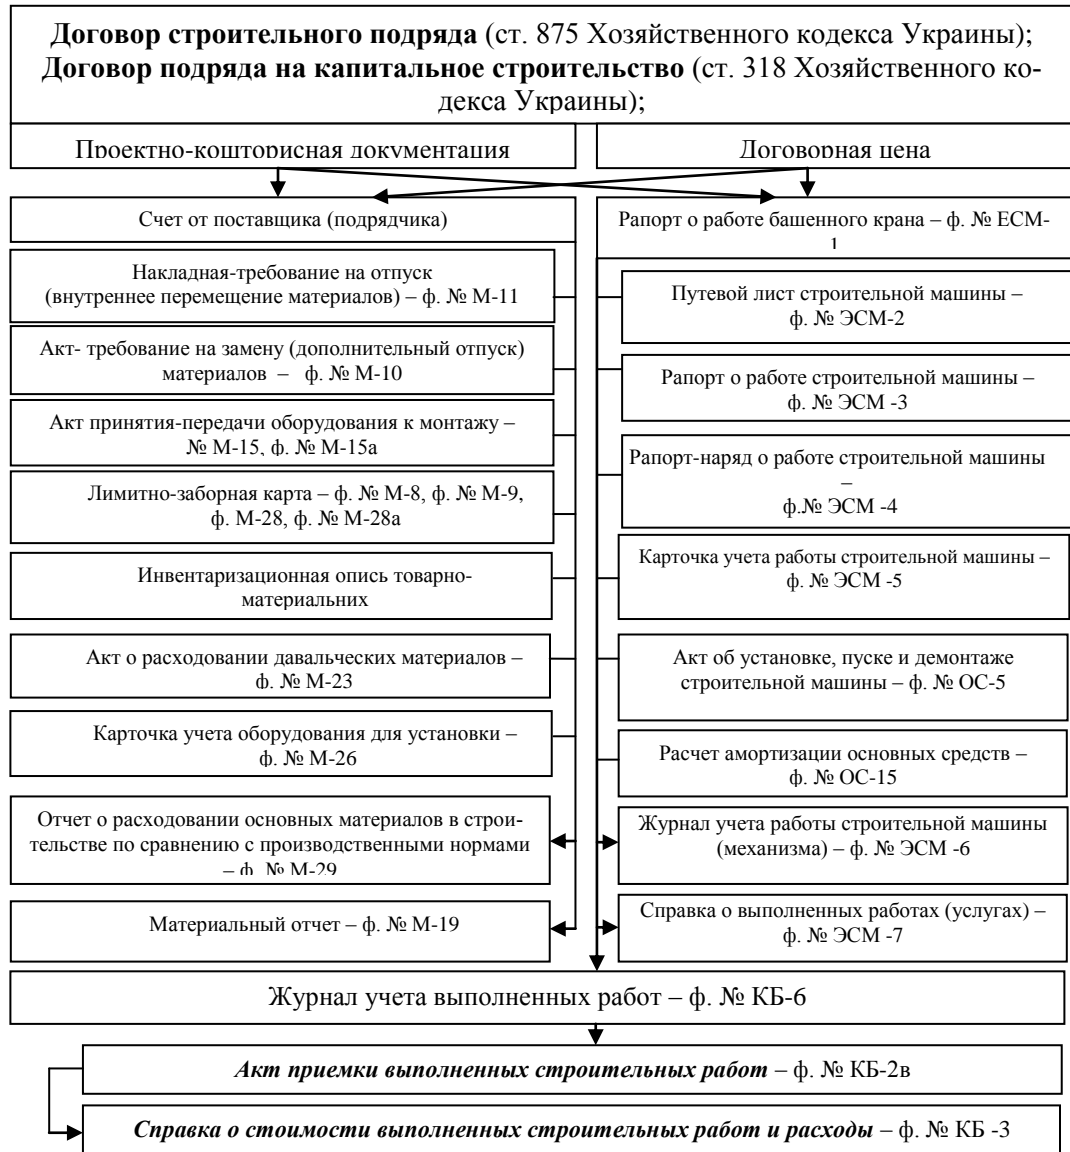 Договор строительного подряда (ст. 875 Хозяйственного кодекса Украины);
Договор подряда на капитальное строительство (ст. 318 Хозяйственного ко-
декса Украины);
Проектно-кошторисная документация
Договорная цена
Счет от поставщика (подрядчика)
Накладная-требование на отпуск
(внутреннее перемещение материалов) – ф. № М-11
Акт- требование на замену (дополнительный отпуск)
материалов – ф. № М-10
Акт принятия-передачи оборудования к монтажу –
№ М-15, ф. № М-15а
Лимитно-заборная карта – ф. № М-8, ф. № М-9,
ф. М-28, ф. № М-28а
Инвентаризационная опись товарно-
материальних
Акт о расходовании давальческих материалов –
ф. № М-23
Карточка учета оборудования для установки –
ф. № М-26
Отчет о расходовании основных материалов в строи-
тельстве по сравнению с производственными нормами
– ф. № М-29
Материальный отчет – ф. № М-19
Рапорт о работе башенного крана – ф. № ЕСМ-
1
Путевой лист строительной машины –
ф. № ЭСМ-2
Рапорт о работе строительной машины –
ф. № ЭСМ -3
Рапорт-наряд о работе строительной машины
–
ф.№ ЭСМ -4
Карточка учета работы строительной машины –
ф. № ЭСМ -5
Акт об установке, пуске и демонтаже
строительной машины – ф. № ОС-5
Расчет амортизации основных средств –
ф. № ОС-15
Журнал учета работы строительной машины
(механизма) – ф. № ЭСМ -6
Справка о выполненных работах (услугах) –
ф. № ЭСМ -7
Журнал учета выполненных работ – ф. № КБ-6
Акт приемки выполненных строительных работ – ф. № КБ-2в
Справка о стоимости выполненных строительных работ и расходы – ф. № КБ -3